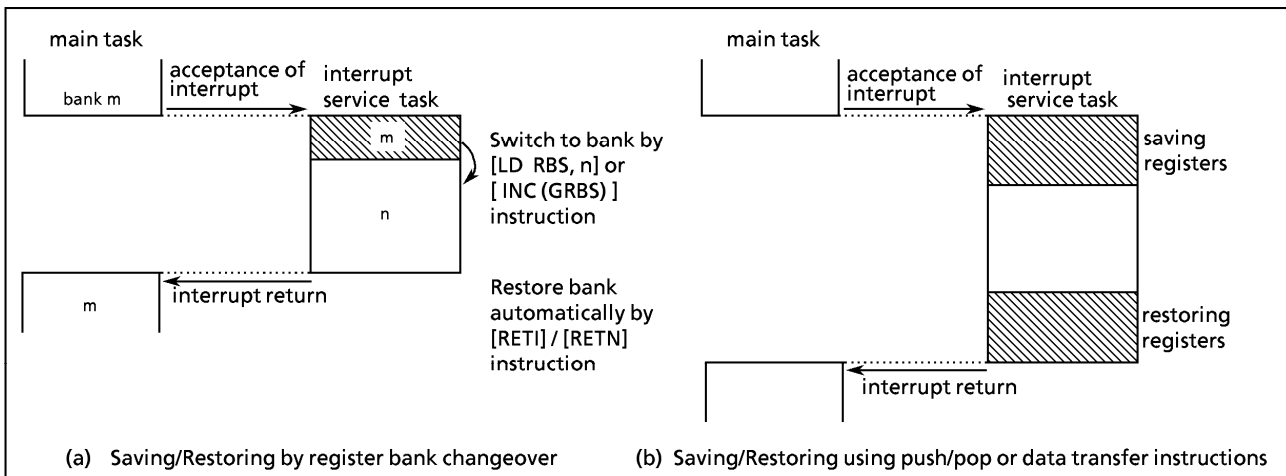 main task
acceptance of
interrupt
interrupt
service task
bank m
m
Switch to bank by
[LD RBS, n] or
[ INC (GRBS) ]
instruction
n
interrupt return
m
Restore bank
automatically by
[RETI] / [RETN]
instruction
(a) Saving/Restoring by register bank changeover
main task
acceptance of
interrupt
interrupt
service task
saving
registers
restoring
registers
interrupt return
(b) Saving/Restoring using push/pop or data transfer instructions